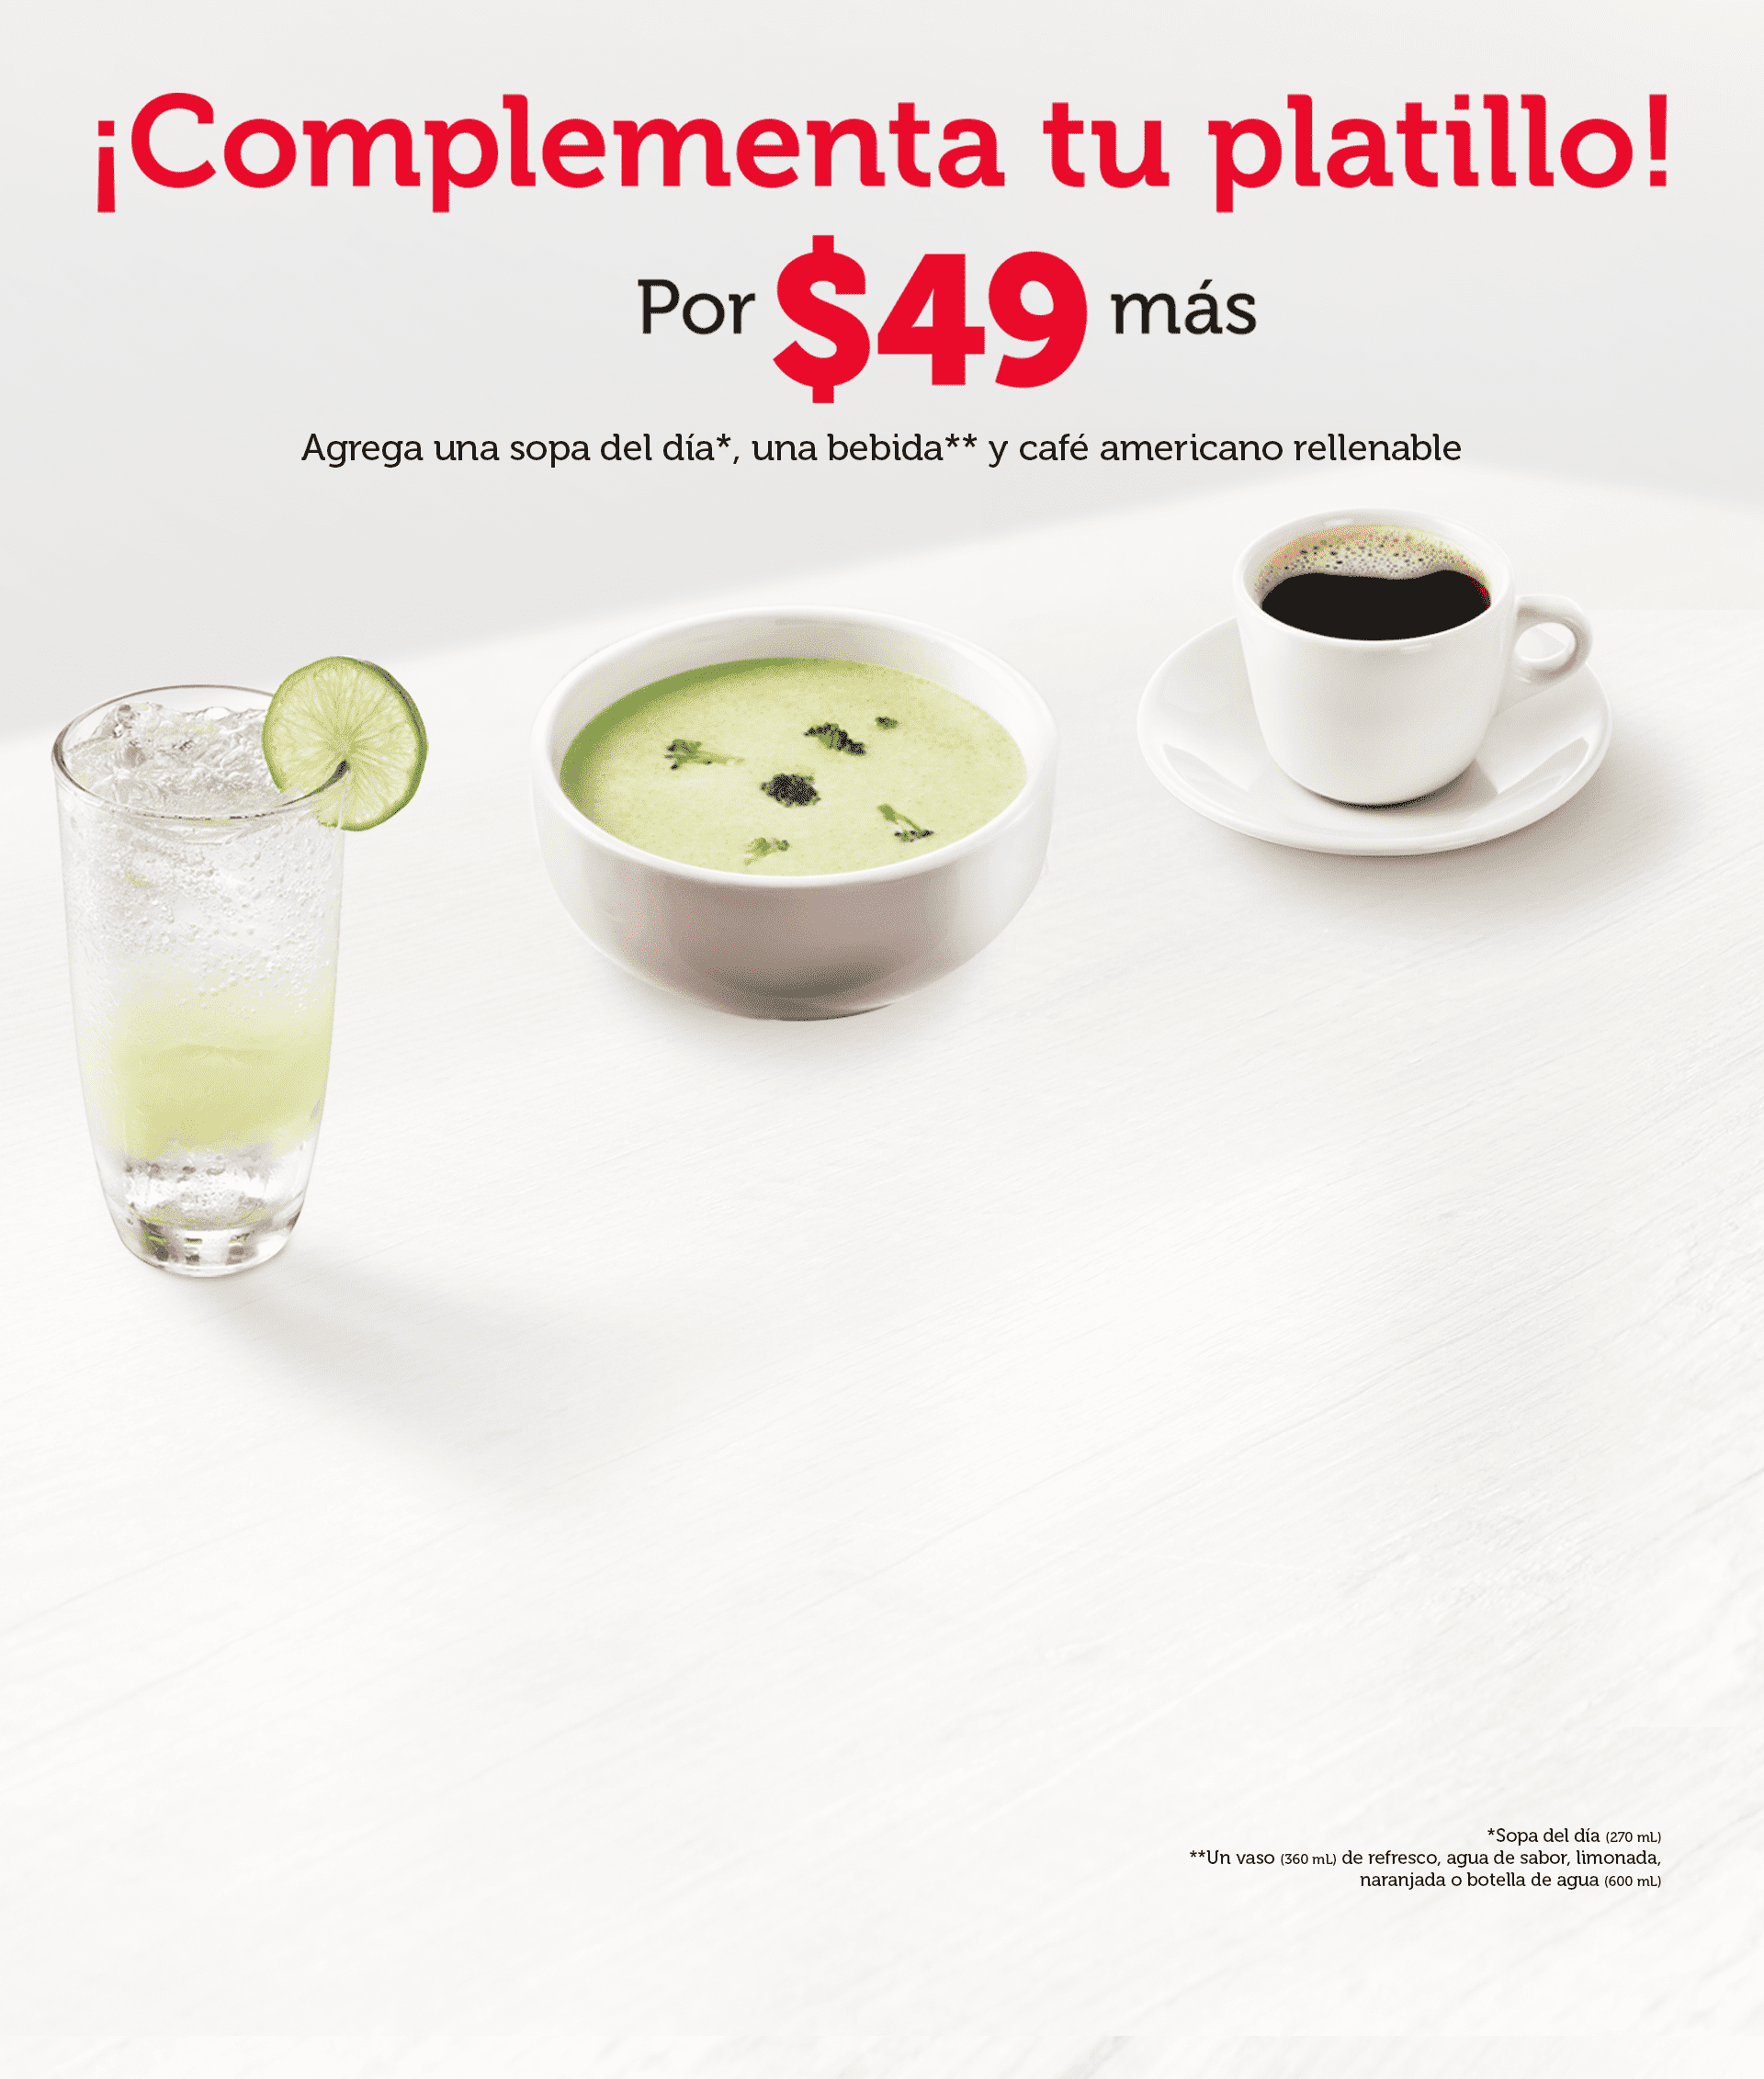 ¡Complementa tu platillo!
Por $49 más
Agrega una sopa del día*, una bebida** y café americano rellenable
*Sopa del día (270 mL)
**Un vaso (360 mL) de refresco, agua de sabor, limonada,
naranjada o botella de agua (600 mL)